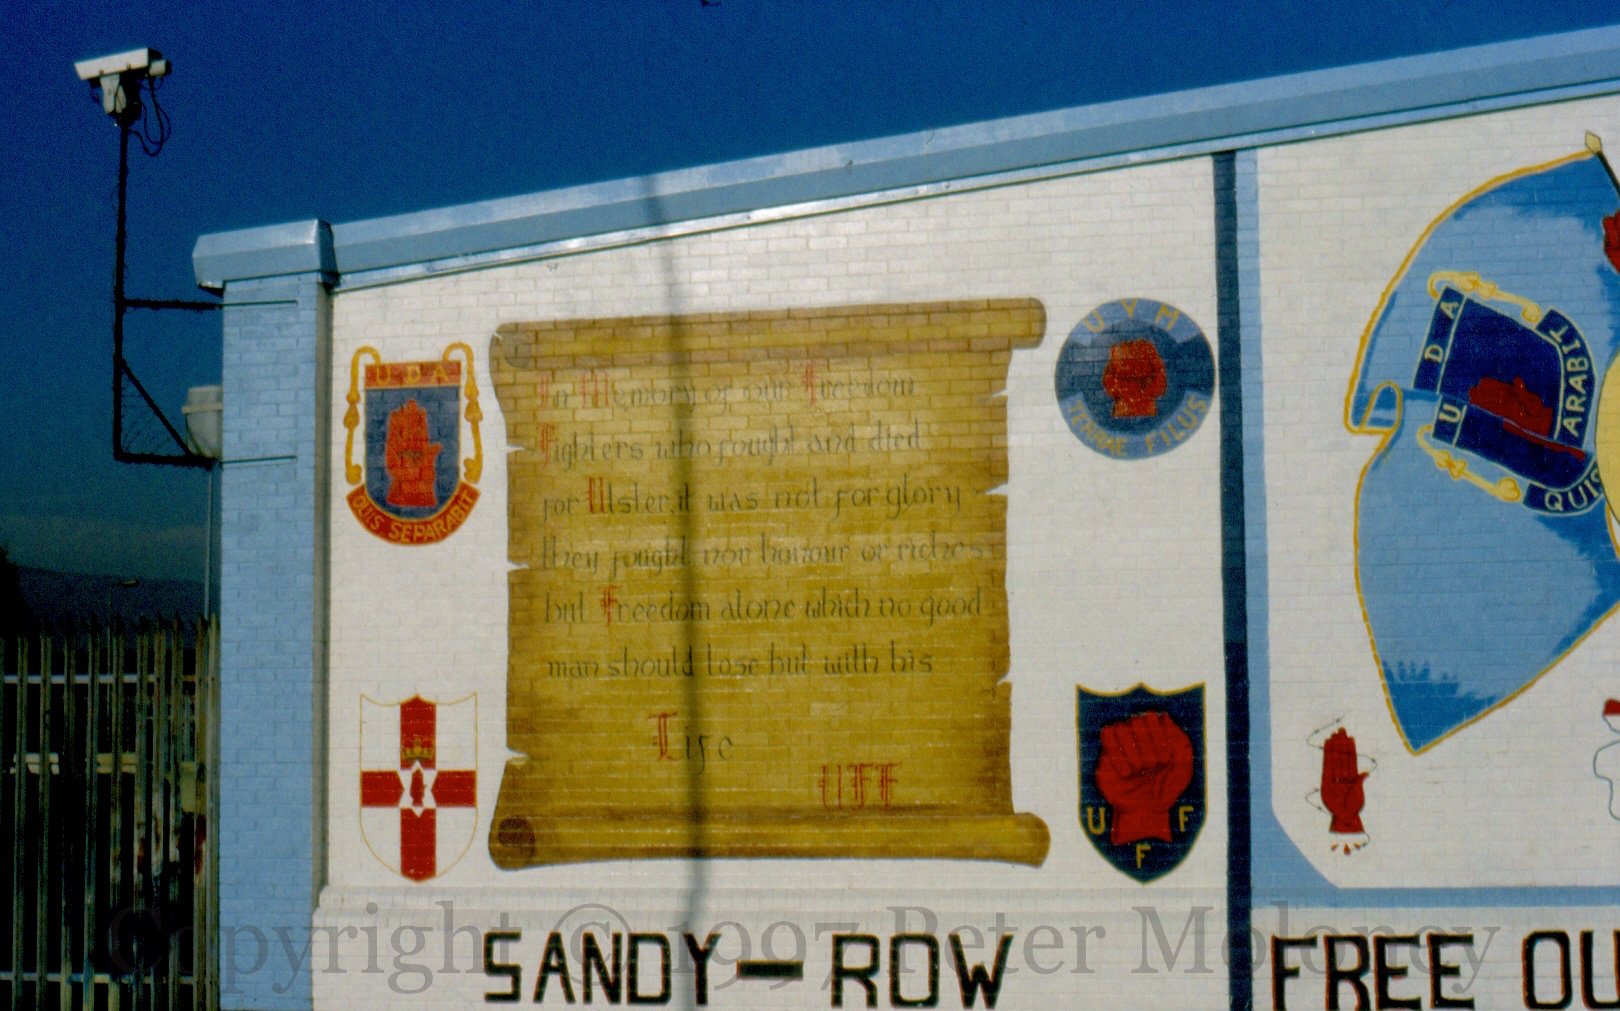 UDA
QUIS SEPARABIT
In Memory of our Freedom
Fighters who fought and died
for Ulster, it was not for glory
they fought nor honour or riches
but Freedom alone which no good
man should lose but with his
Life
UFF
UYM
TERRAE FILUS
UFF
UDA
QUIS
ARABIT
SANDY-ROW
FREE OU
Copyright © 1997 Peter Moloney